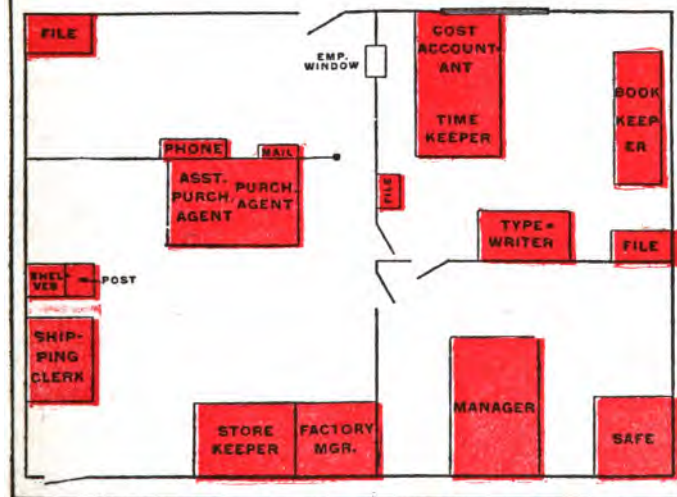 FILE
EMP.
WINDOW
COST
ACCOUNT-
ANT
TIME
KEEPER
BOOK
KEEP
ER
PHONE
MAIL
ASST.
PURCH.
AGENT
PURCH.
AGENT
FILE
TYPE=
WRITER
FILE
SHEL-
VES
POST
SHIP-
PING
CLERK
STORE
KEEPER
FACTORY
MGR.
MANAGER
SAFE